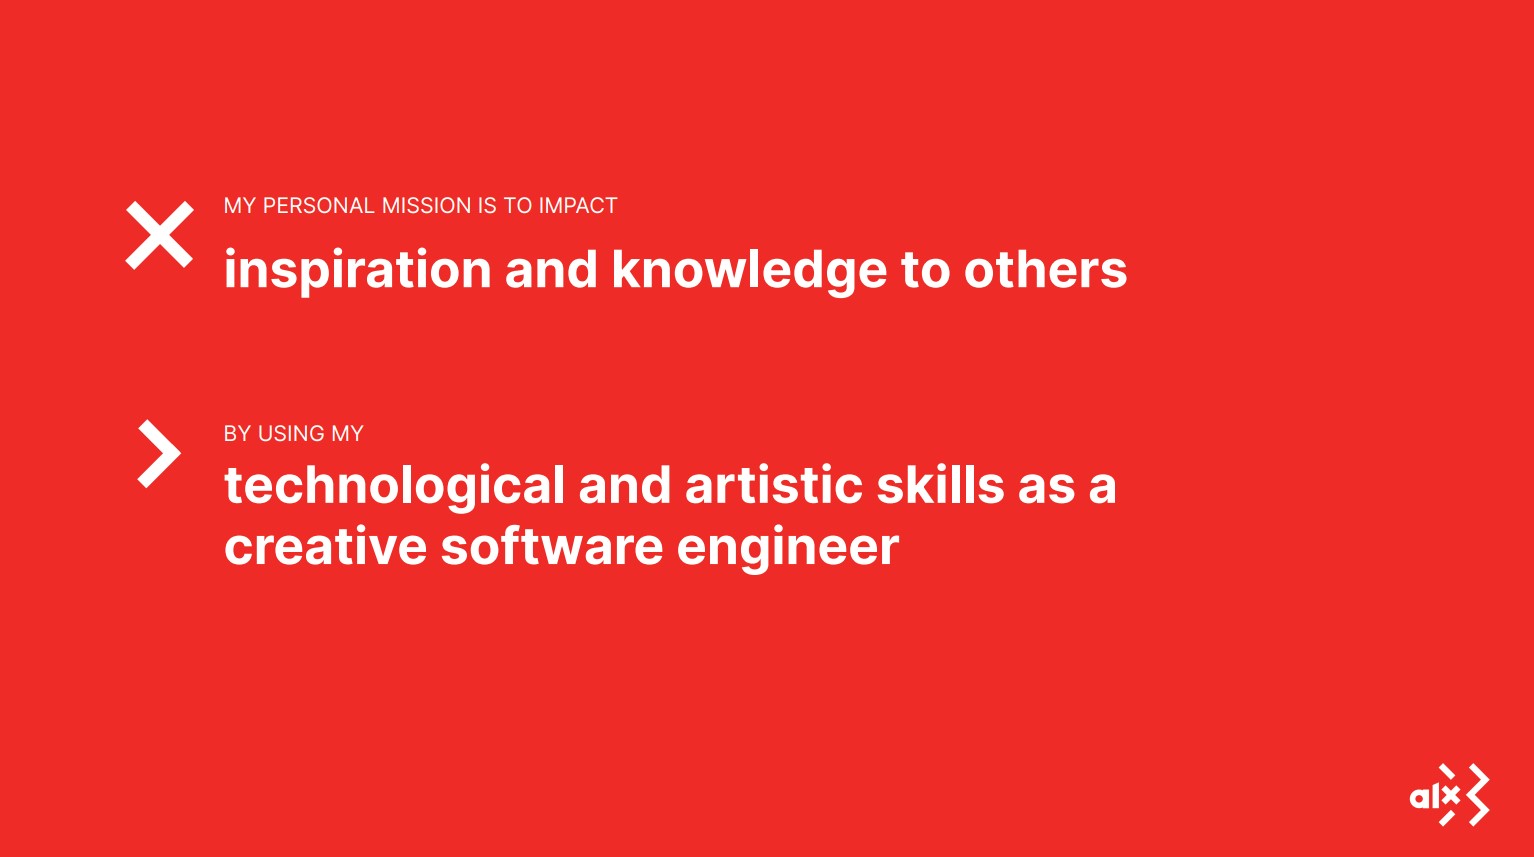 MY PERSONAL MISSION IS TO IMPACT
inspiration and knowledge to others
BY USING MY
technological and artistic skills as a
creative software engineer
alx